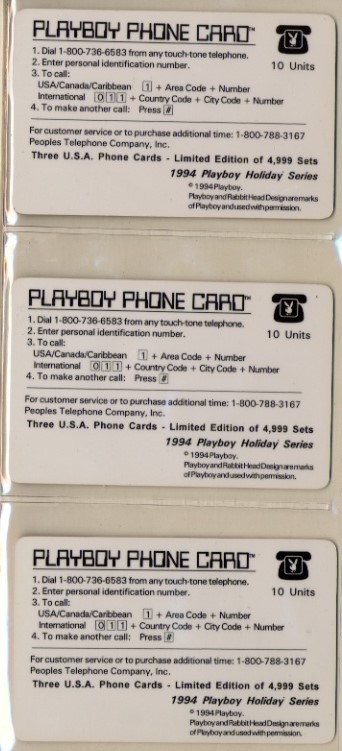 PLAYBOY PHONE CARD™
1. Dial 1-800-736-6583 from any touch-tone telephone.
2. Enter personal identification number.
10 Units
3. To call:
USA/Canada/Caribbean 1 + Area Code + Number
International 0 1 1 + Country Code + City Code + Number
4. To make another call: Press #
For customer service or to purchase additional time: 1-800-788-3167
Peoples Telephone Company, Inc.
Three U.S.A. Phone Cards - Limited Edition of 4,999 Sets
1994 Playboy Holiday Series
© 1994 Playboy.
Playboy and Rabbit Head Design are marks
of Playboy and used with permission.
PLAYBOY PHONE CARD™
1. Dial 1-800-736-6583 from any touch-tone telephone.
2. Enter personal identification number.
10 Units
3. To call:
USA/Canada/Caribbean 1 + Area Code + Number
International 0 1 1 + Country Code + City Code + Number
4. To make another call: Press #
For customer service or to purchase additional time: 1-800-788-3167
Peoples Telephone Company, Inc.
Three U.S.A. Phone Cards - Limited Edition of 4,999 Sets
1994 Playboy Holiday Series
© 1994 Playboy.
Playboy and Rabbit Head Design are marks
of Playboy and used with permission.
PLAYBOY PHONE CARD™
1. Dial 1-800-736-6583 from any touch-tone telephone.
2. Enter personal identification number.
10 Units
3. To call:
USA/Canada/Caribbean 1 + Area Code + Number
International 0 1 1 + Country Code + City Code + Number
4. To make another call: Press #
For customer service or to purchase additional time: 1-800-788-3167
Peoples Telephone Company, Inc.
Three U.S.A. Phone Cards - Limited Edition of 4,999 Sets
1994 Playboy Holiday Series
© 1994 Playboy.
Playboy and Rabbit Head Design are marks
of Playboy and used with permission.